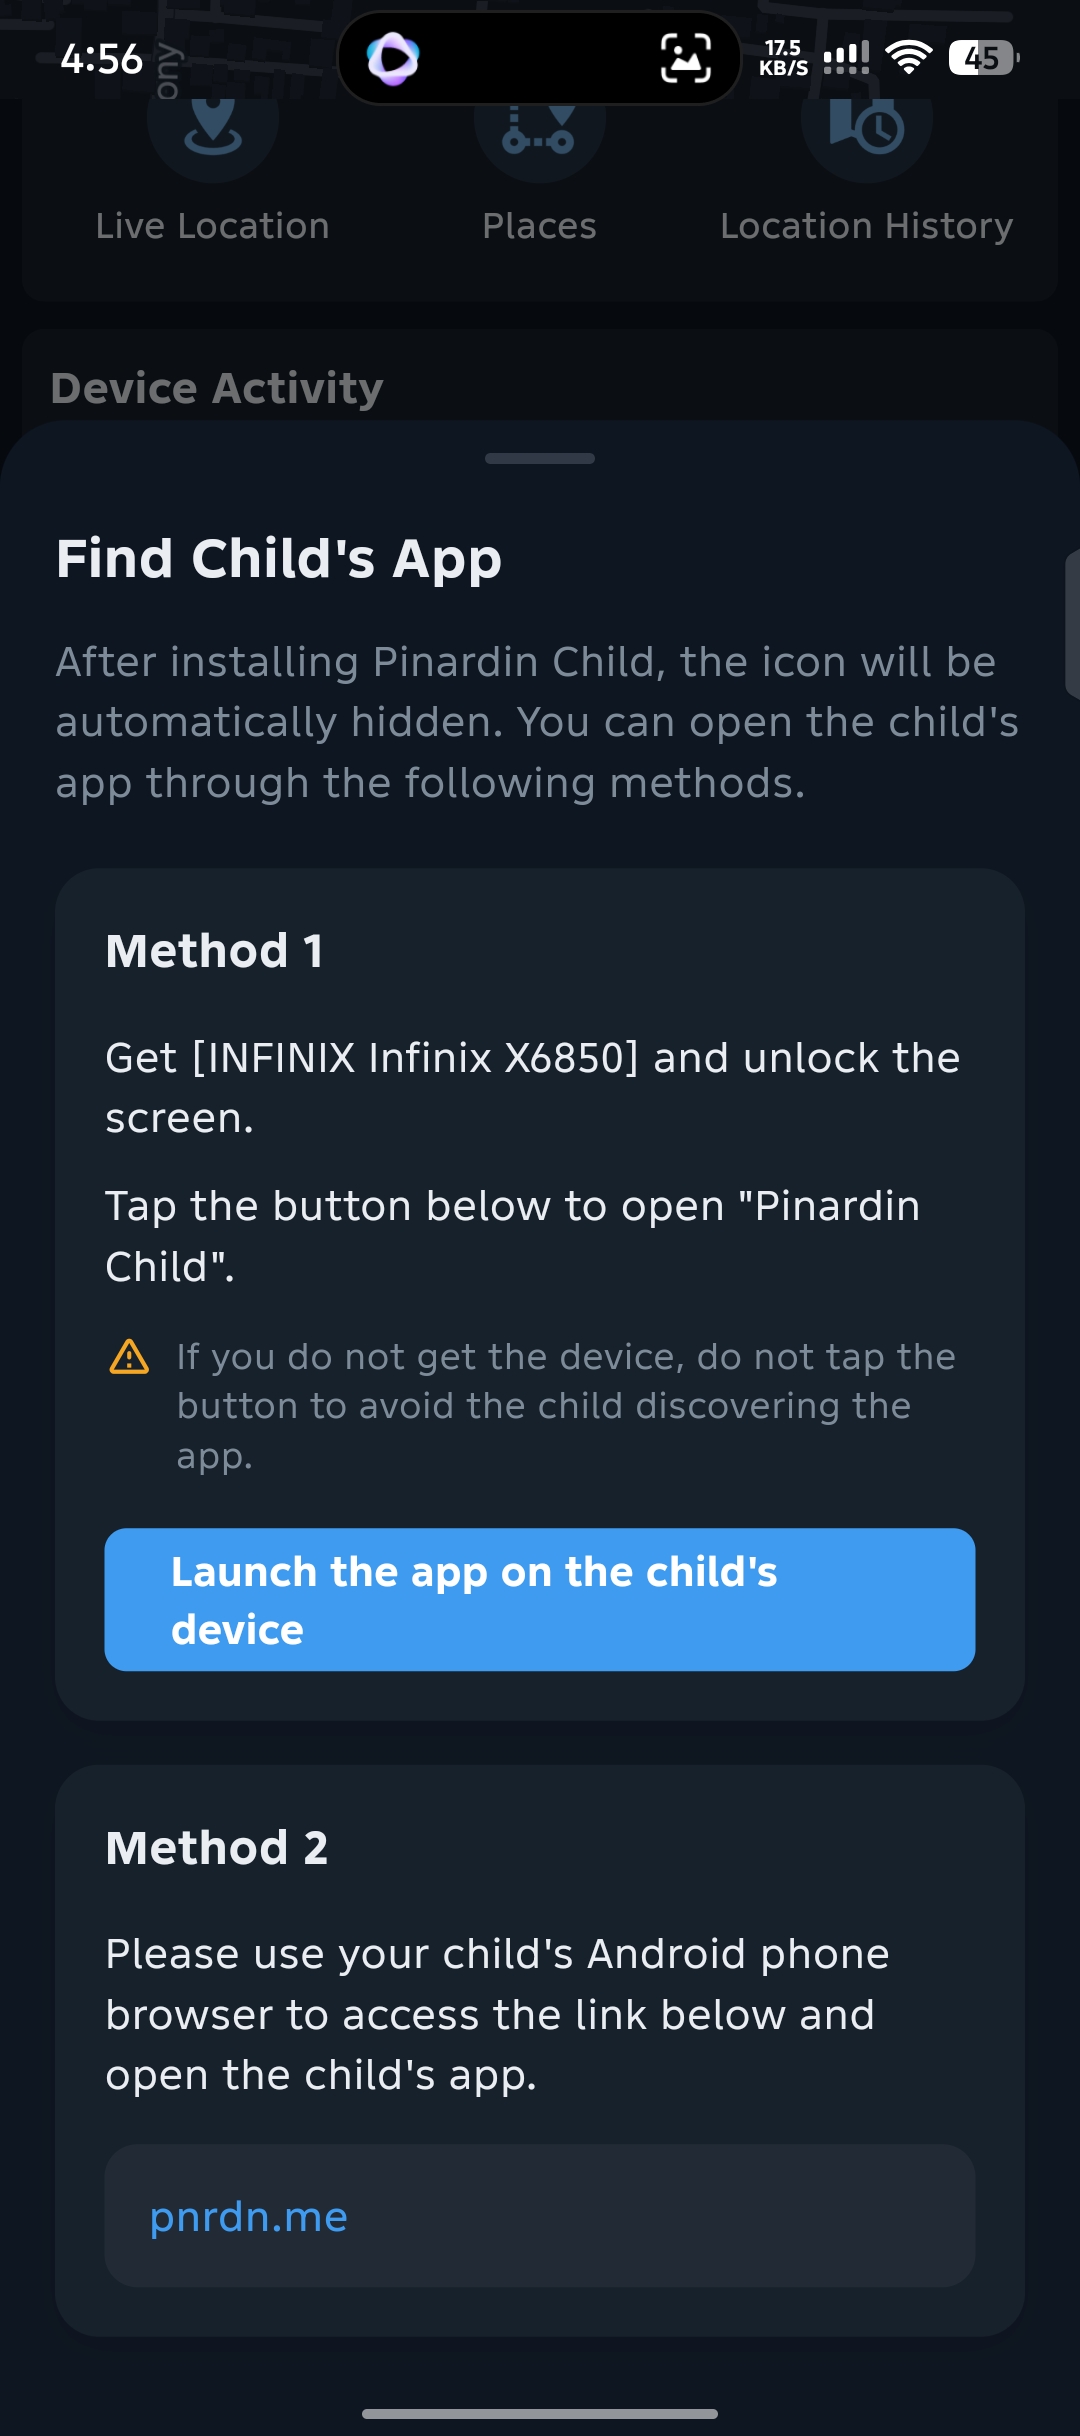 4:56
ony
17.5
KB/S
45
Live Location
Places
Location History
Device Activity
Find Child's App
After installing Pinardin Child, the icon will be
automatically hidden. You can open the child's
app through the following methods.
Method 1
Get [INFINIX Infinix X6850] and unlock the
screen.
Tap the button below to open "Pinardin
Child".
If you do not get the device, do not tap the
button to avoid the child discovering the
app.
Launch the app on the child's
device
Method 2
Please use your child's Android phone
browser to access the link below and
open the child's app.
pnrdn.me